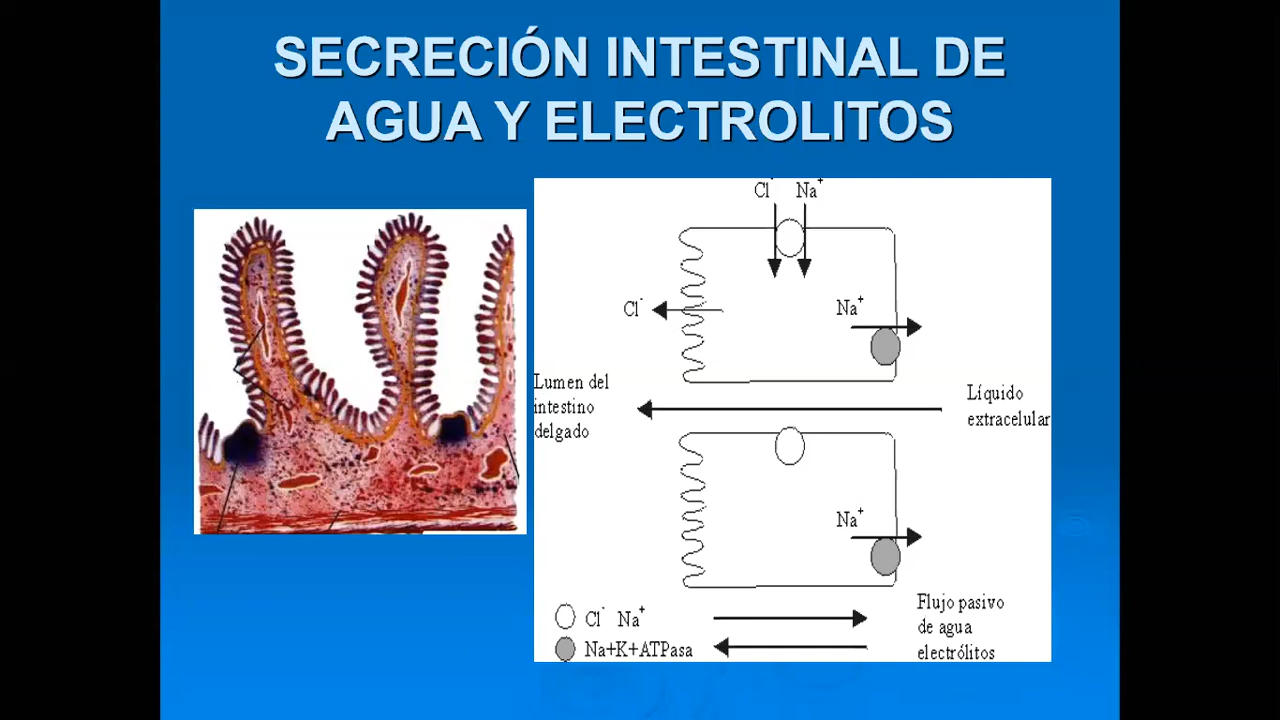 SECRECIÓN INTESTINAL DE
AGUA Y ELECTROLITOS
Cl⁻ Na⁺
Cl⁻
Na⁺
Lumen del
intestino
delgado
Líquido
extracelular
Na⁺
Cl⁻ Na⁺
Na+K+ATPasa
Flujo pasivo
de agua
electrólitos